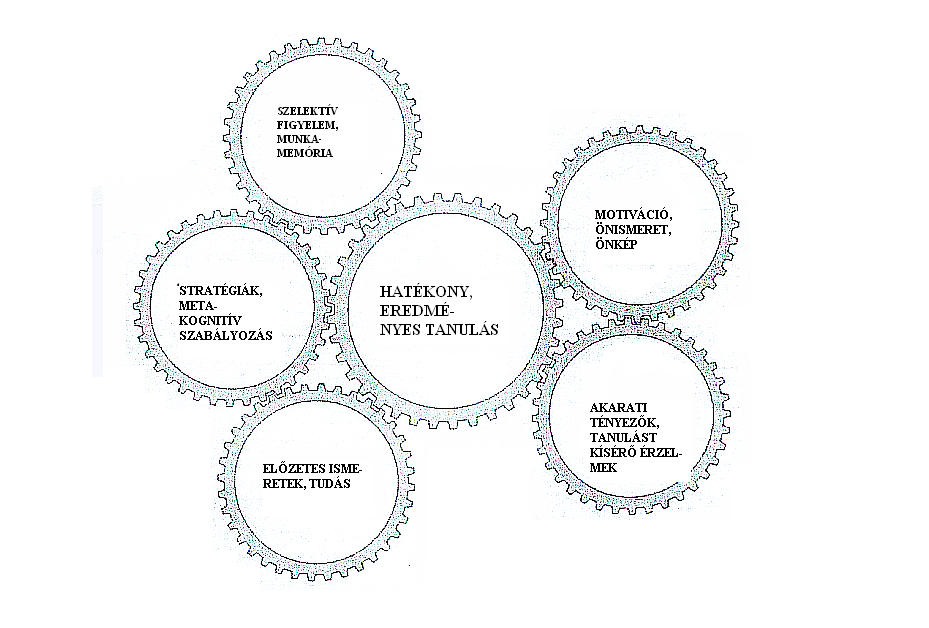 SZELEKTÍV
FIGYELEM,
MUNKA-
MEMÓRIA
MOTIVÁCIÓ,
ÖNISMERET,
ÖNKÉP
STRATÉGIÁK,
META-
KOGNITÍV
SZABÁLYOZÁS
HATÉKONY,
EREDMÉ-
NYES TANULÁS
AKARATI
TÉNYEZŐK,
TANULÁST
KÍSÉRŐ ÉRZEL-
MEK
ELŐZETES ISME-
RETEK, TUDÁS